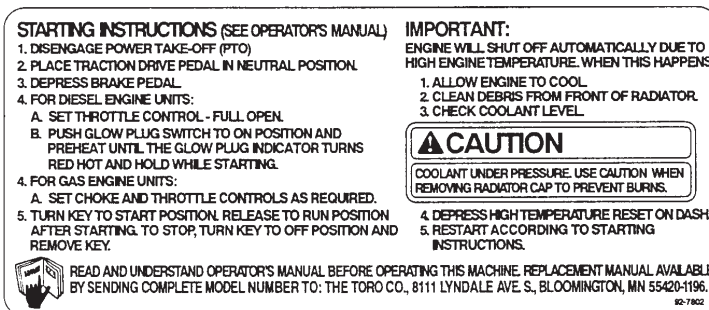 STARTING INSTRUCTIONS (SEE OPERATOR'S MANUAL)
1. DISENGAGE POWER TAKE-OFF (PTO)
2. PLACE TRACTION DRIVE PEDAL IN NEUTRAL POSITION.
3. DEPRESS BRAKE PEDAL
4. FOR DIESEL ENGINE UNITS:
A. SET THROTTLE CONTROL - FULL OPEN.
B. PUSH GLOW PLUG SWITCH TO ON POSITION AND
PREHEAT UNTIL THE GLOW PLUG INDICATOR TURNS
RED HOT AND HOLD WHILE STARTING.
4. FOR GAS ENGINE UNITS:
A. SET CHOKE AND THROTTLE CONTROLS AS REQUIRED.
5. TURN KEY TO START POSITION. RELEASE TO RUN POSITION
AFTER STARTING. TO STOP, TURN KEY TO OFF POSITION AND
REMOVE KEY.
IMPORTANT:
ENGINE WILL SHUT OFF AUTOMATICALLY DUE TO
HIGH ENGINE TEMPERATURE. WHEN THIS HAPPENS
1. ALLOW ENGINE TO COOL
2. CLEAN DEBRIS FROM FRONT OF RADIATOR.
3. CHECK COOLANT LEVEL
CAUTION
COOLANT UNDER PRESSURE. USE CAUTION WHEN
REMOVING RADIATOR CAP TO PREVENT BURNS.
4. DEPRESS HIGH TEMPERATURE RESET ON DASH.
5. RESTART ACCORDING TO STARTING
INSTRUCTIONS.
READ AND UNDERSTAND OPERATOR'S MANUAL BEFORE OPERATING THIS MACHINE. REPLACEMENT MANUAL AVAILABLE
BY SENDING COMPLETE MODEL NUMBER TO: THE TORO CO., 8111 LYNDALE AVE. S., BLOOMINGTON, MN 55420-1196.
92-7802